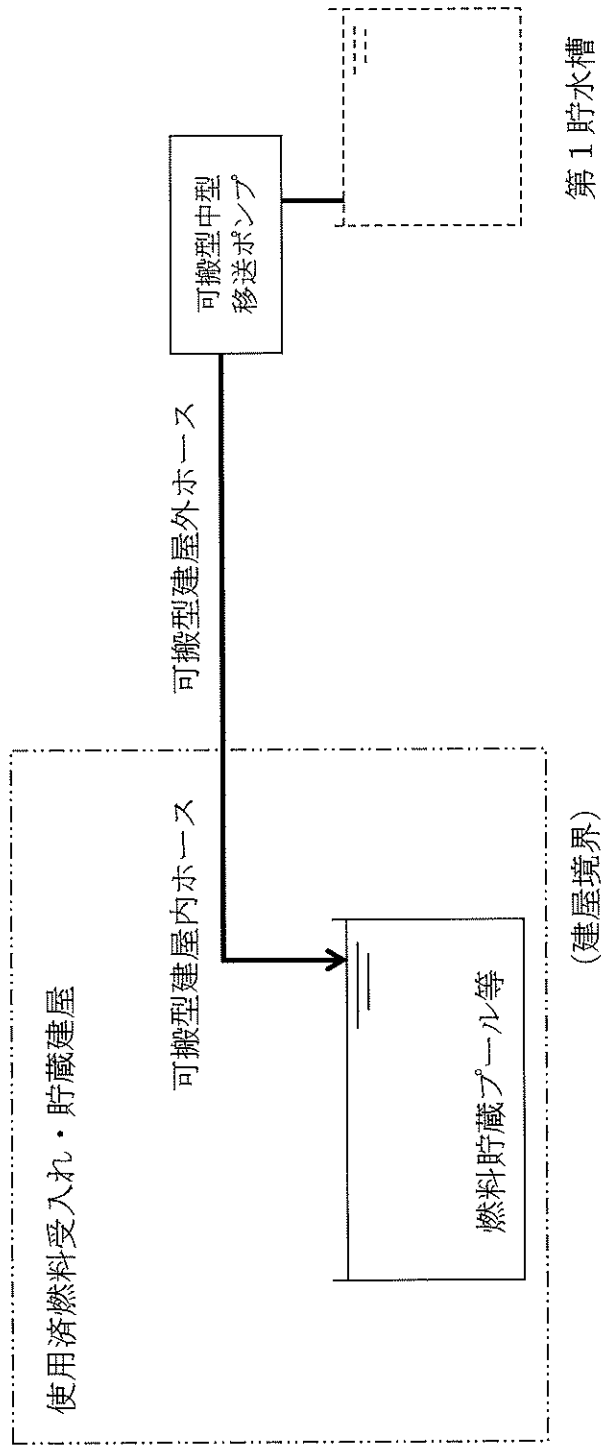 使用済燃料受入れ・貯蔵建屋
可搬型建屋内ホース
燃料貯蔵プール等
(建屋境界)
可搬型建屋外ホース
可搬型中型
移送ポンプ
第1貯水槽